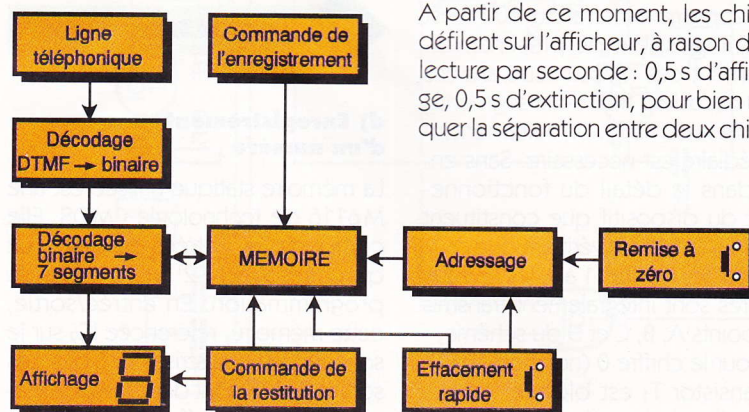 A partir de ce moment, les chi
défilent sur l'afficheur, à raison d
lecture par seconde : 0,5 s d'affi
ge, 0,5 s d'extinction, pour bien
quer la séparation entre deux chi
Ligne
téléphonique
Commande de
l'enregistrement
Décodage
DTMF → binaire
Décodage
binaire →
7 segments
MEMOIRE
Adressage
Remise à
zéro
Affichage
Commande de
la restitution
Effacement
rapide